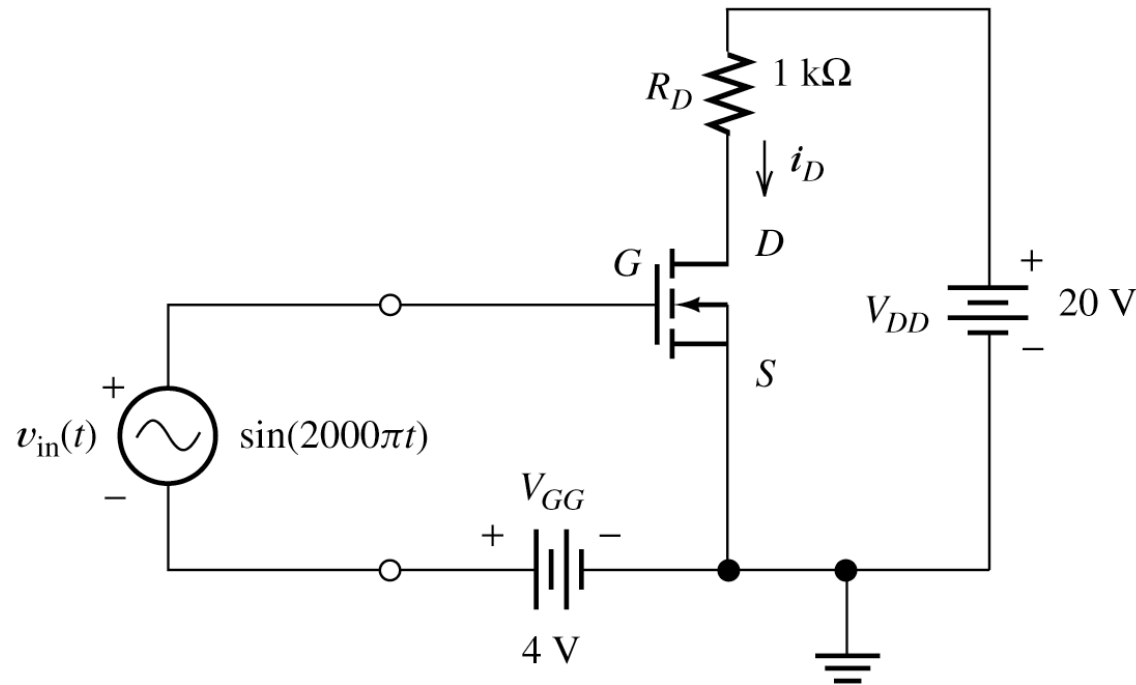 R_D
1 kΩ
i_D
D
G
+
V_DD
20 V
−
S
+
v_in(t)
sin(2000πt)
−
V_GG
+
−
4 V